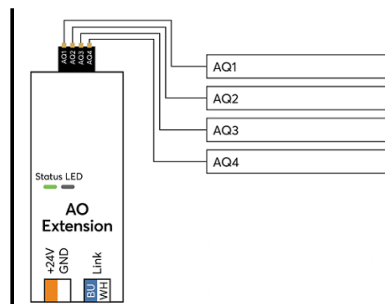 AQ1
AQ2
AQ3
AQ4
AQ1
AQ2
AQ3
AQ4
Status LED
AO
Extension
+24V
GND
Link
BU
WH